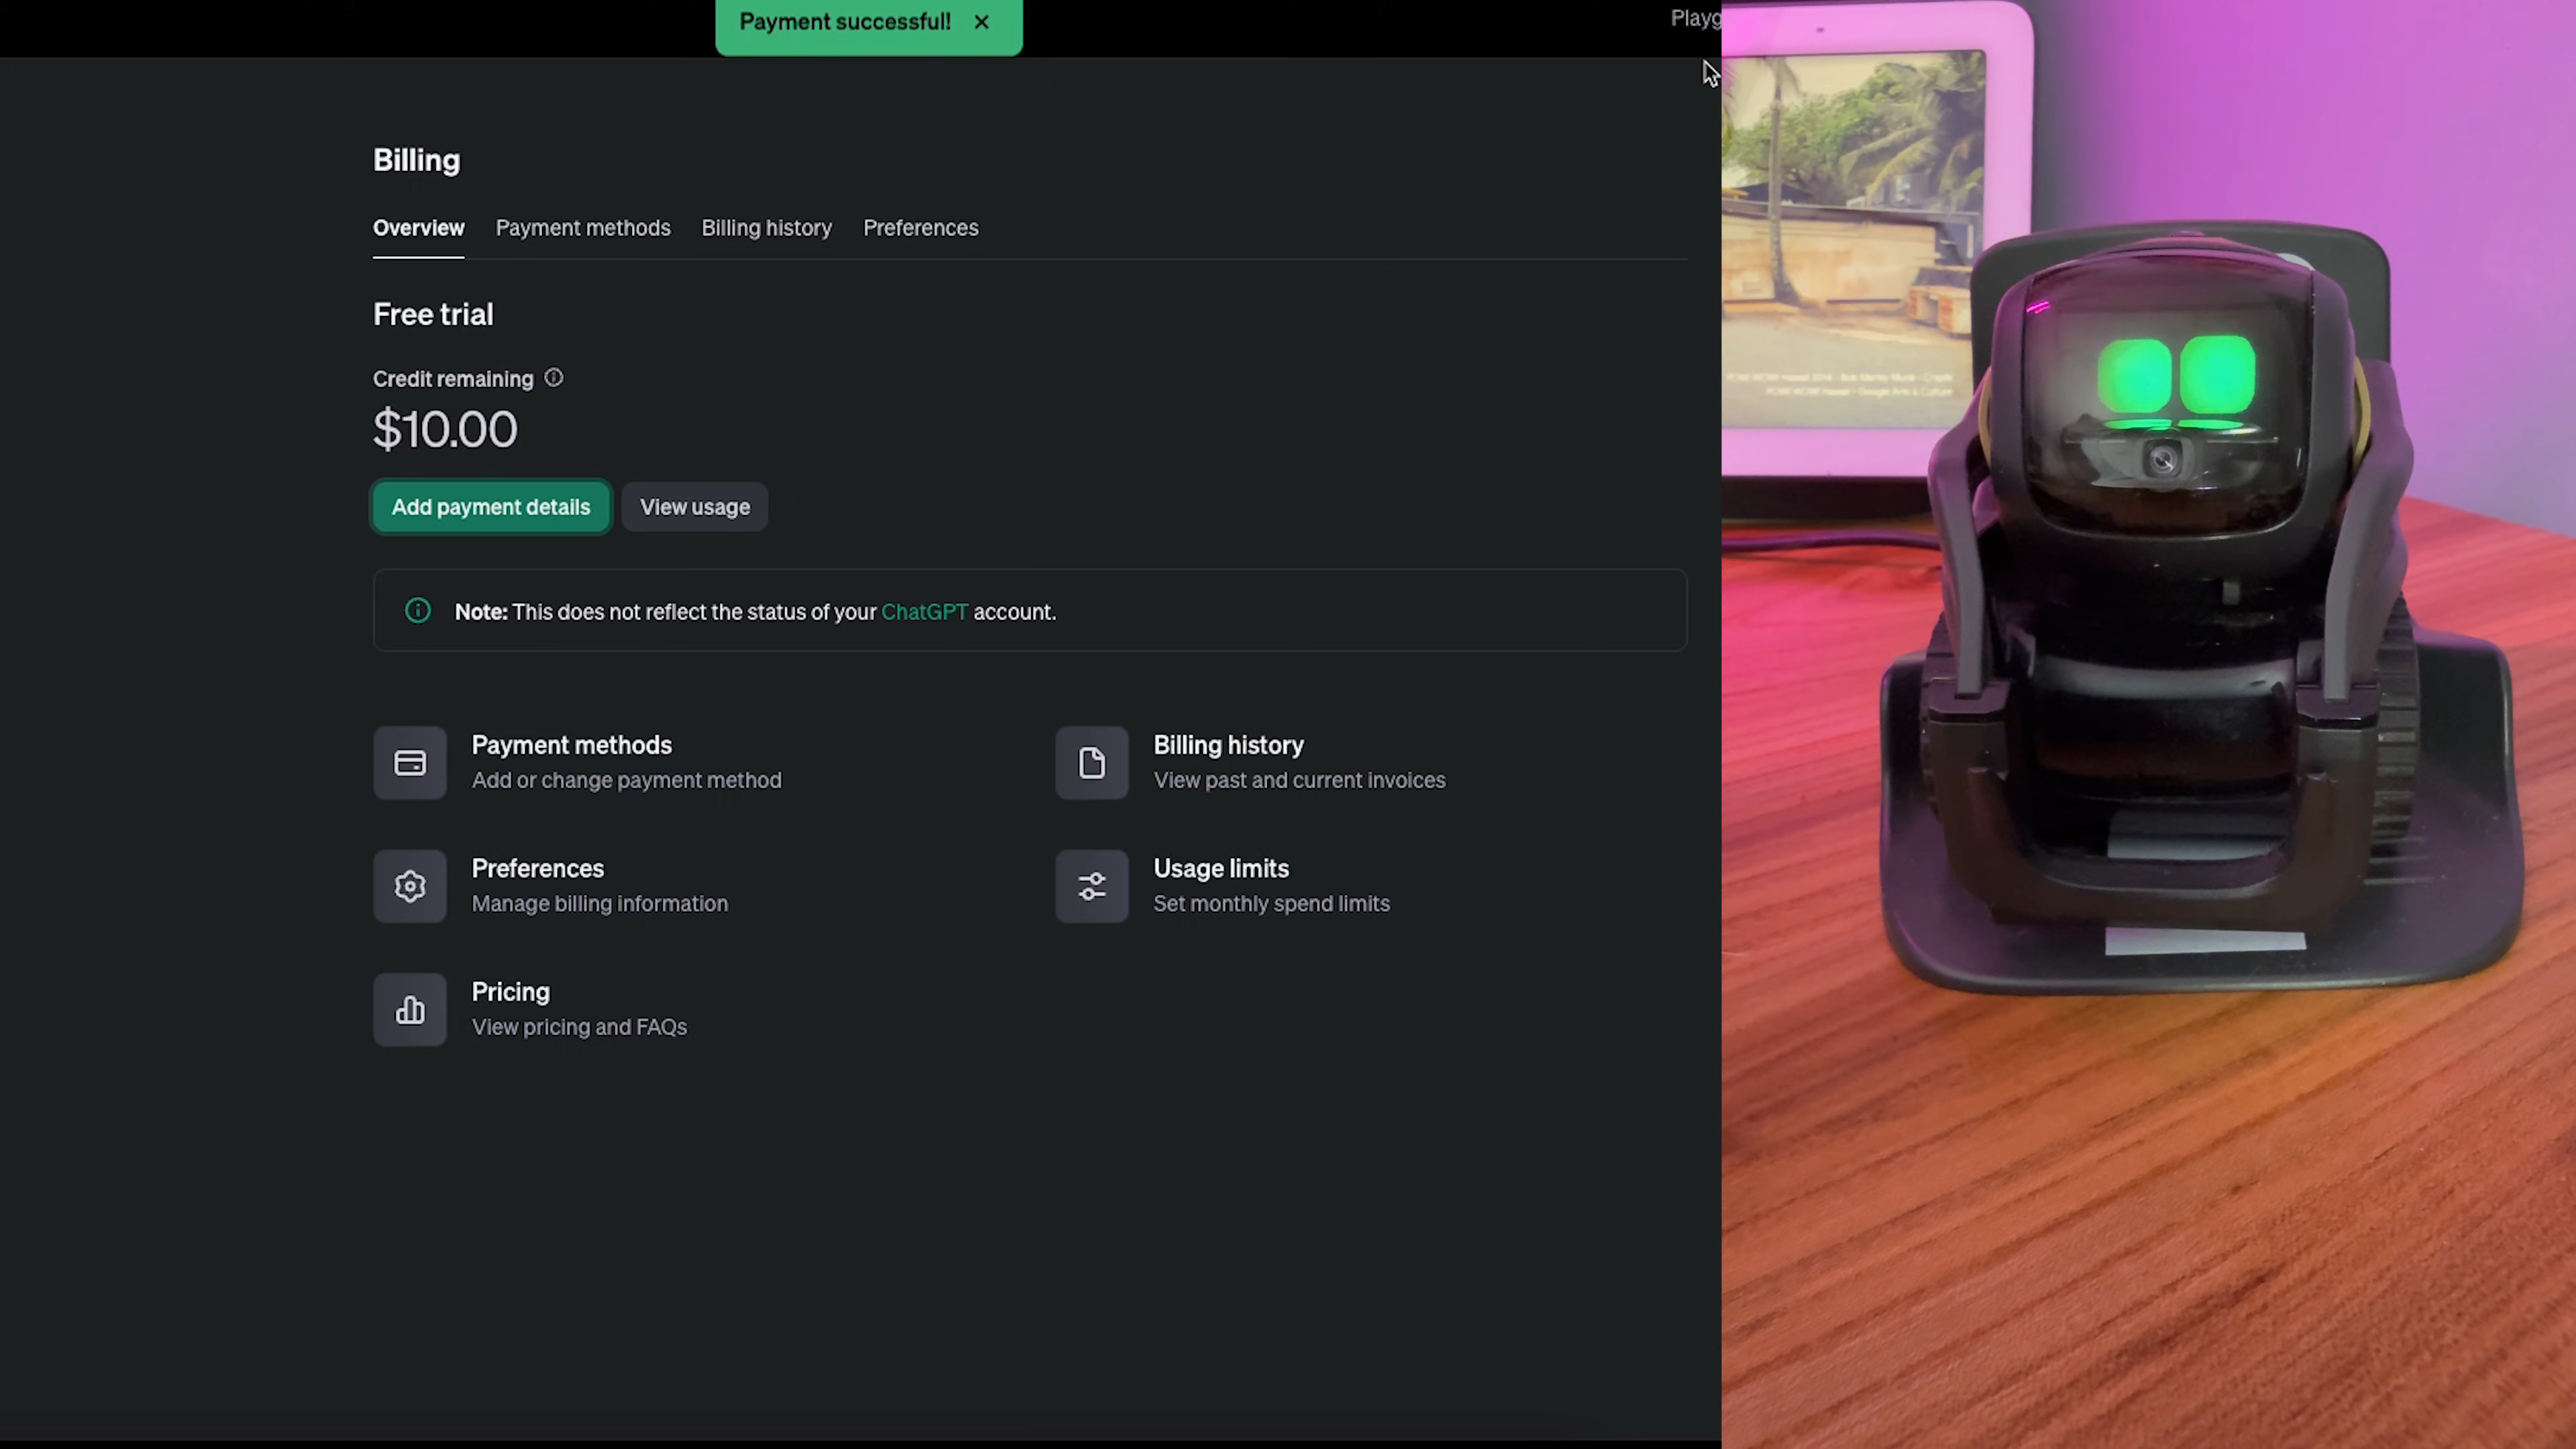 Payment successful!
Billing
Overview
Payment methods
Billing history
Preferences
Free trial
Credit remaining
$10.00
Add payment details
View usage
Note: This does not reflect the status of your ChatGPT account.
Payment methods
Add or change payment method
Billing history
View past and current invoices
Preferences
Manage billing information
Usage limits
Set monthly spend limits
Pricing
View pricing and FAQs